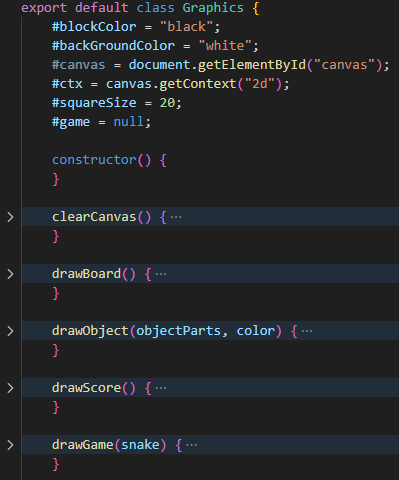 export default class Graphics {
#blockColor = "black";
#backGroundColor = "white";
#canvas = document.getElementById("canvas");
#ctx = canvas.getContext("2d");
#squareSize = 20;
#game = null;
constructor() {
}
clearCanvas() {…
}
drawBoard() {…
}
drawObject(objectParts, color) {…
}
drawScore() {…
}
drawGame(snake) {…
}